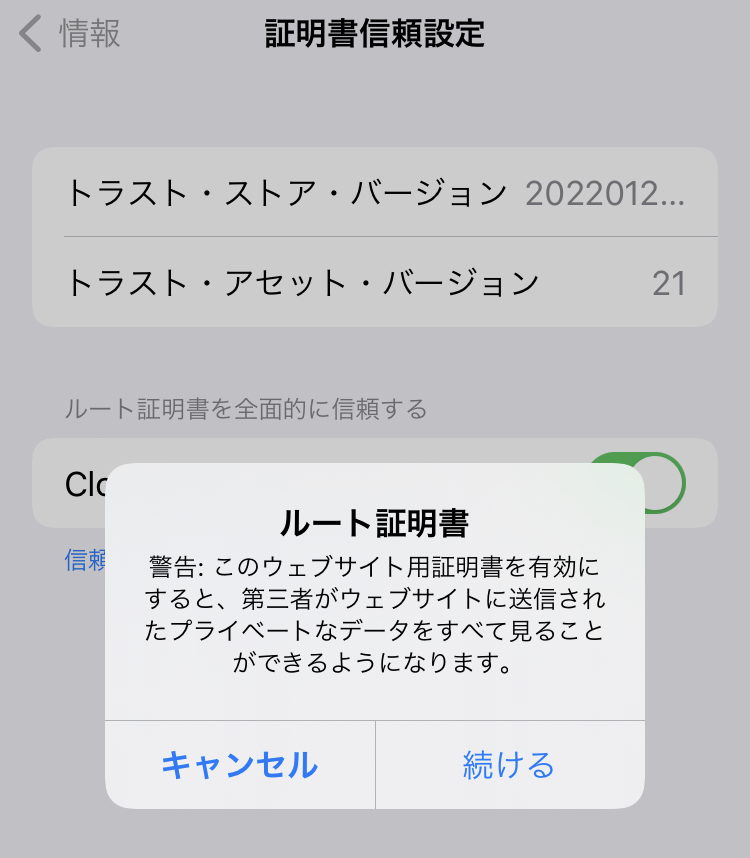 情報
証明書信頼設定
トラスト・ストア・バージョン 2022012...
トラスト・アセット・バージョン 21
ルート証明書を全面的に信頼する
ルート証明書
警告: このウェブサイト用証明書を有効に
すると、第三者がウェブサイトに送信され
たプライベートなデータをすべて見ること
ができるようになります。
キャンセル
続ける